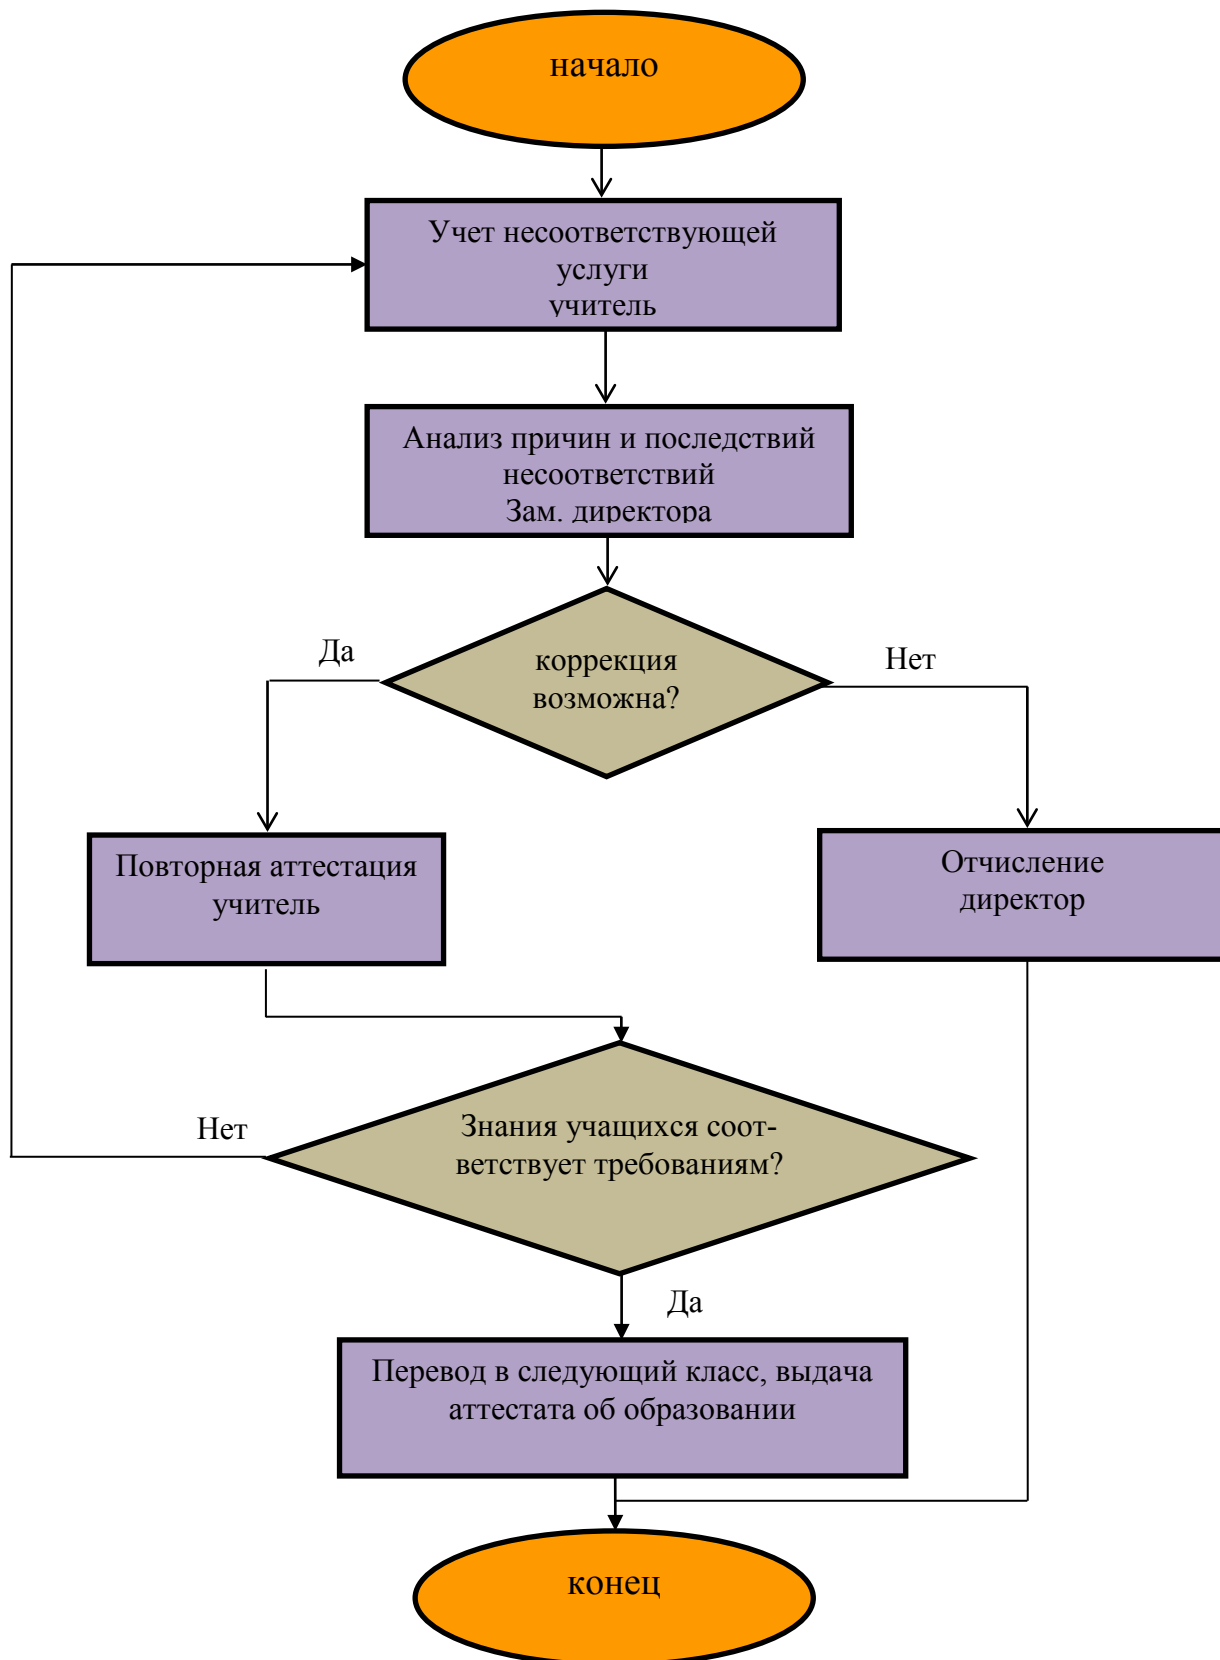 начало
Учет несоответствующей
услуги
учитель
Анализ причин и последствий
несоответствий
Зам. директора
Да
коррекция
возможна?
Нет
Повторная аттестация
учитель
Отчисление
директор
Нет
Знания учащихся соот-
ветствует требованиям?
Да
Перевод в следующий класс, выдача
аттестата об образовании
конец